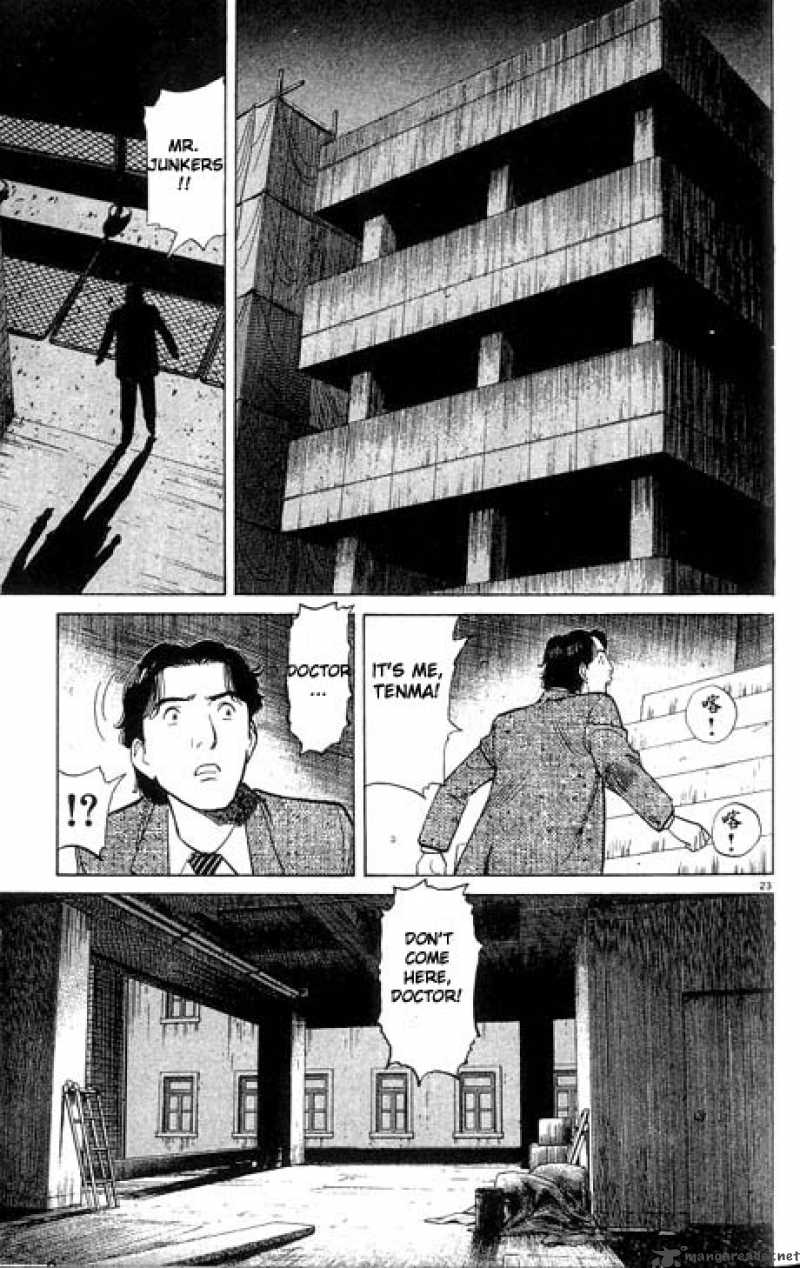 MR.
JUNKERS
!!
喀!
喀!
IT'S ME,
TENMA!
DOCTOR
...
!?
23
DON'T
COME
HERE,
DOCTOR!
mangareader.net